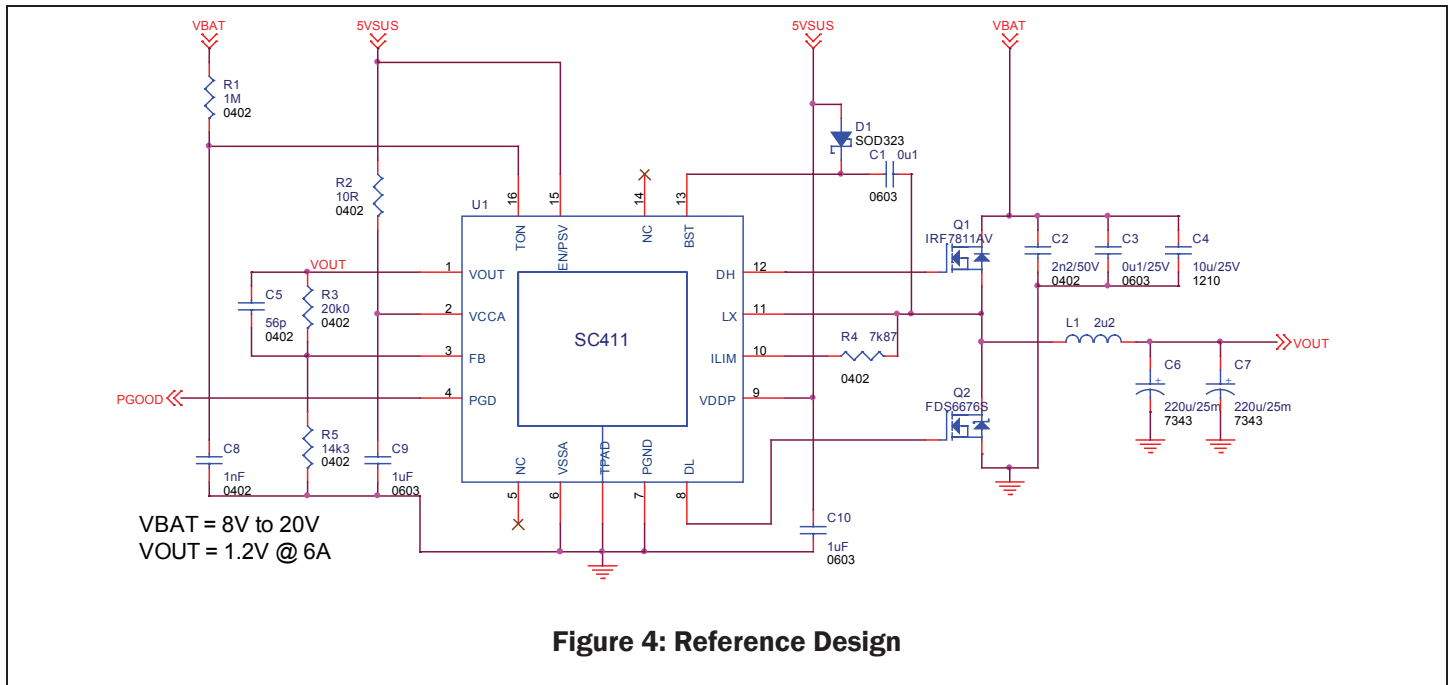 VBAT
5VSUS
5VSUS
VBAT
R1
1M
0402
D1
SOD323
C1 0u1
0603
R2
10R
0402
U1
16
15
14
13
TON
EN/PSV
NC
BST
Q1
IRF7811AV
C2
2n2/50V
0402
C3
0u1/25V
0603
C4
10u/25V
1210
VOUT
C5
56p
0402
R3
20k0
0402
1
VOUT
2
VCCA
3
FB
4
PGD
PGOOD
SC411
DH
12
LX
11
ILIM
10
VDDP
9
R4 7k87
0402
L1 2u2
VOUT
Q2
FDS6676S
C6
220u/25m
7343
C7
220u/25m
7343
R5
14k3
0402
C8
1nF
0402
C9
1uF
0603
NC
VSSA
TPAD
PGND
DL
5
6
7
8
C10
1uF
0603
VBAT = 8V to 20V
VOUT = 1.2V @ 6A
Figure 4: Reference Design